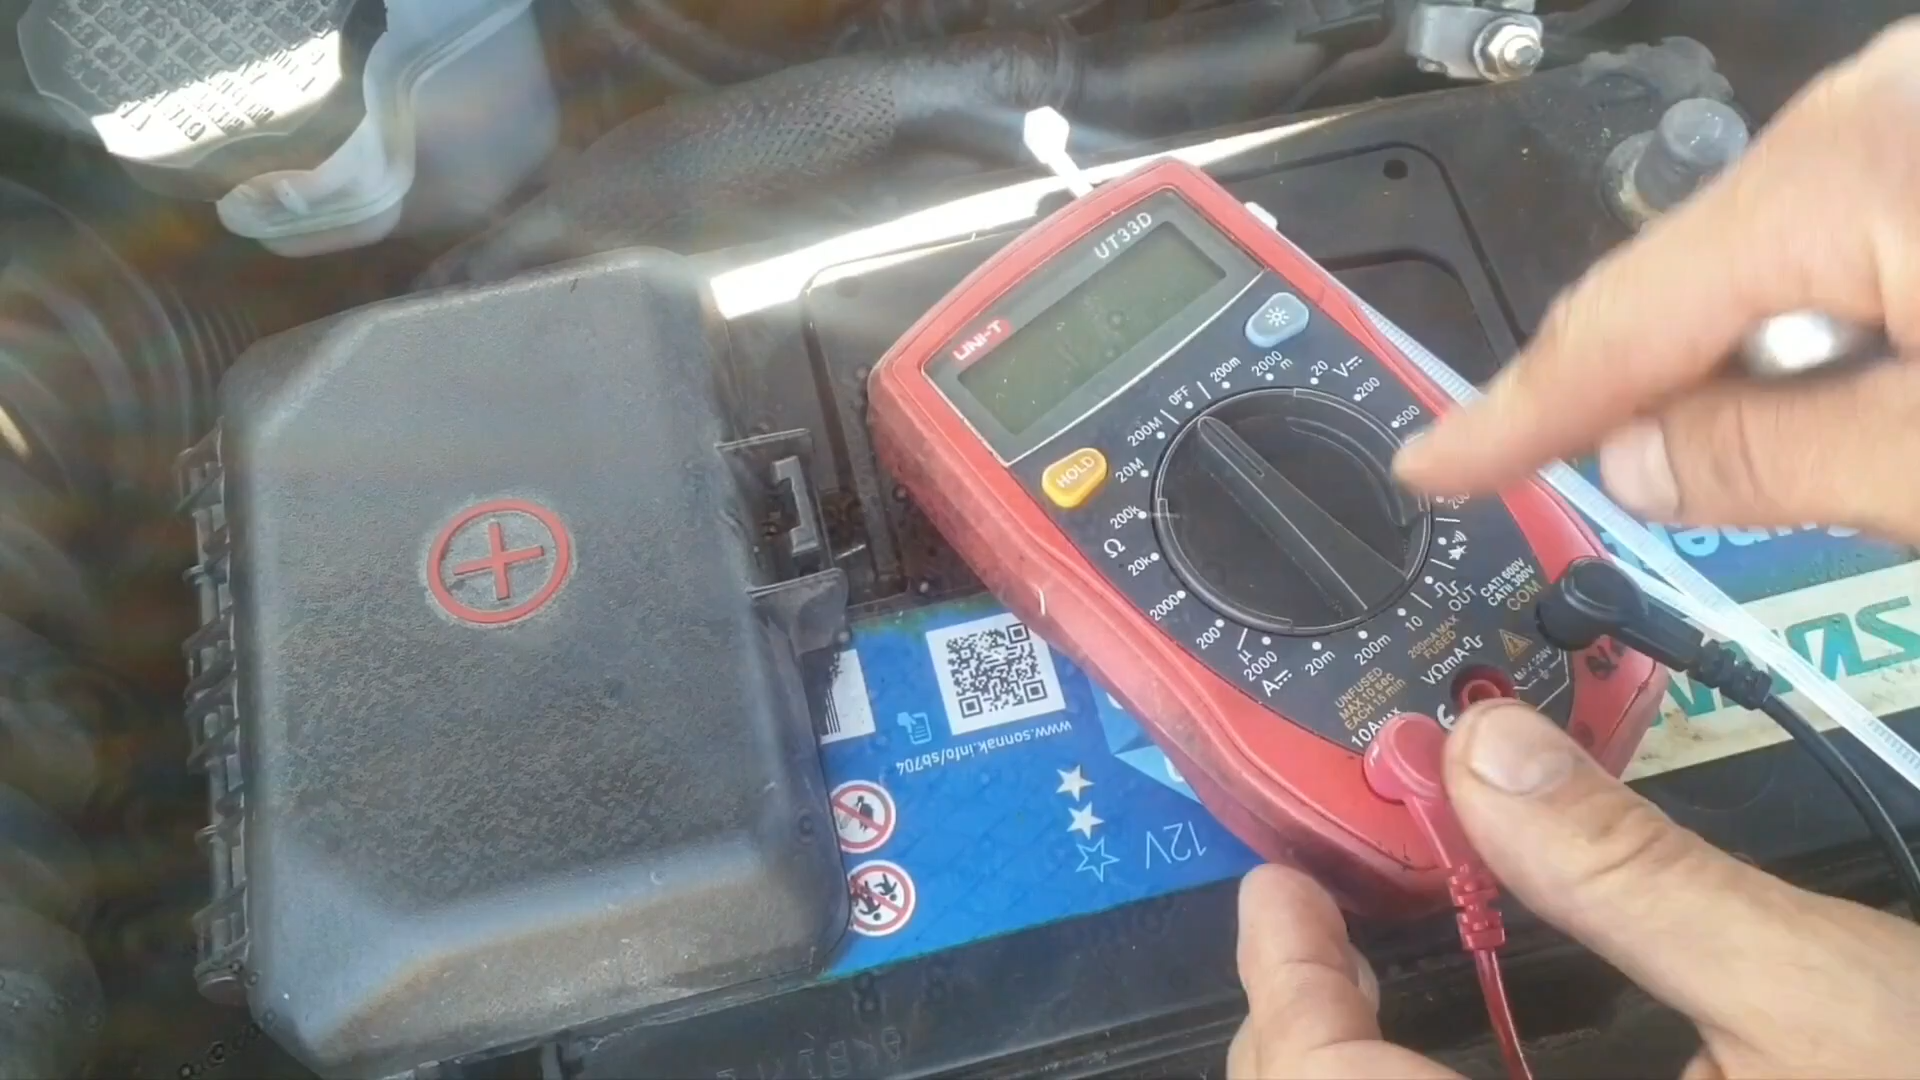 UNI-T
UT33D
HOLD
OFF
200m
2000
m
20
V
200
500
200M
20M
200k
Ω
20k
2000
200
μ
2000
A
20m
200m
10
OUT
CATI 600V
CATII 300V
COM
200mA MAX
FUSED
VΩmA
UNFUSED
MAX 10 sec
EACH 15 min
10A MAX
www.sonnak.info/sb704
12V